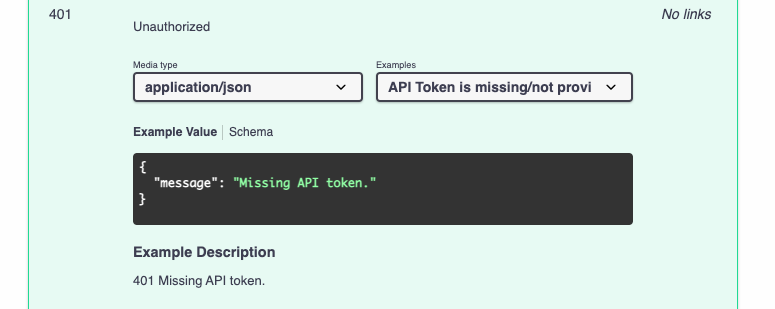 401
No links
Unauthorized
Media type
Examples
application/json
API Token is missing/not provi
Example Value
Schema
{
"message": "Missing API token."
}
Example Description
401 Missing API token.